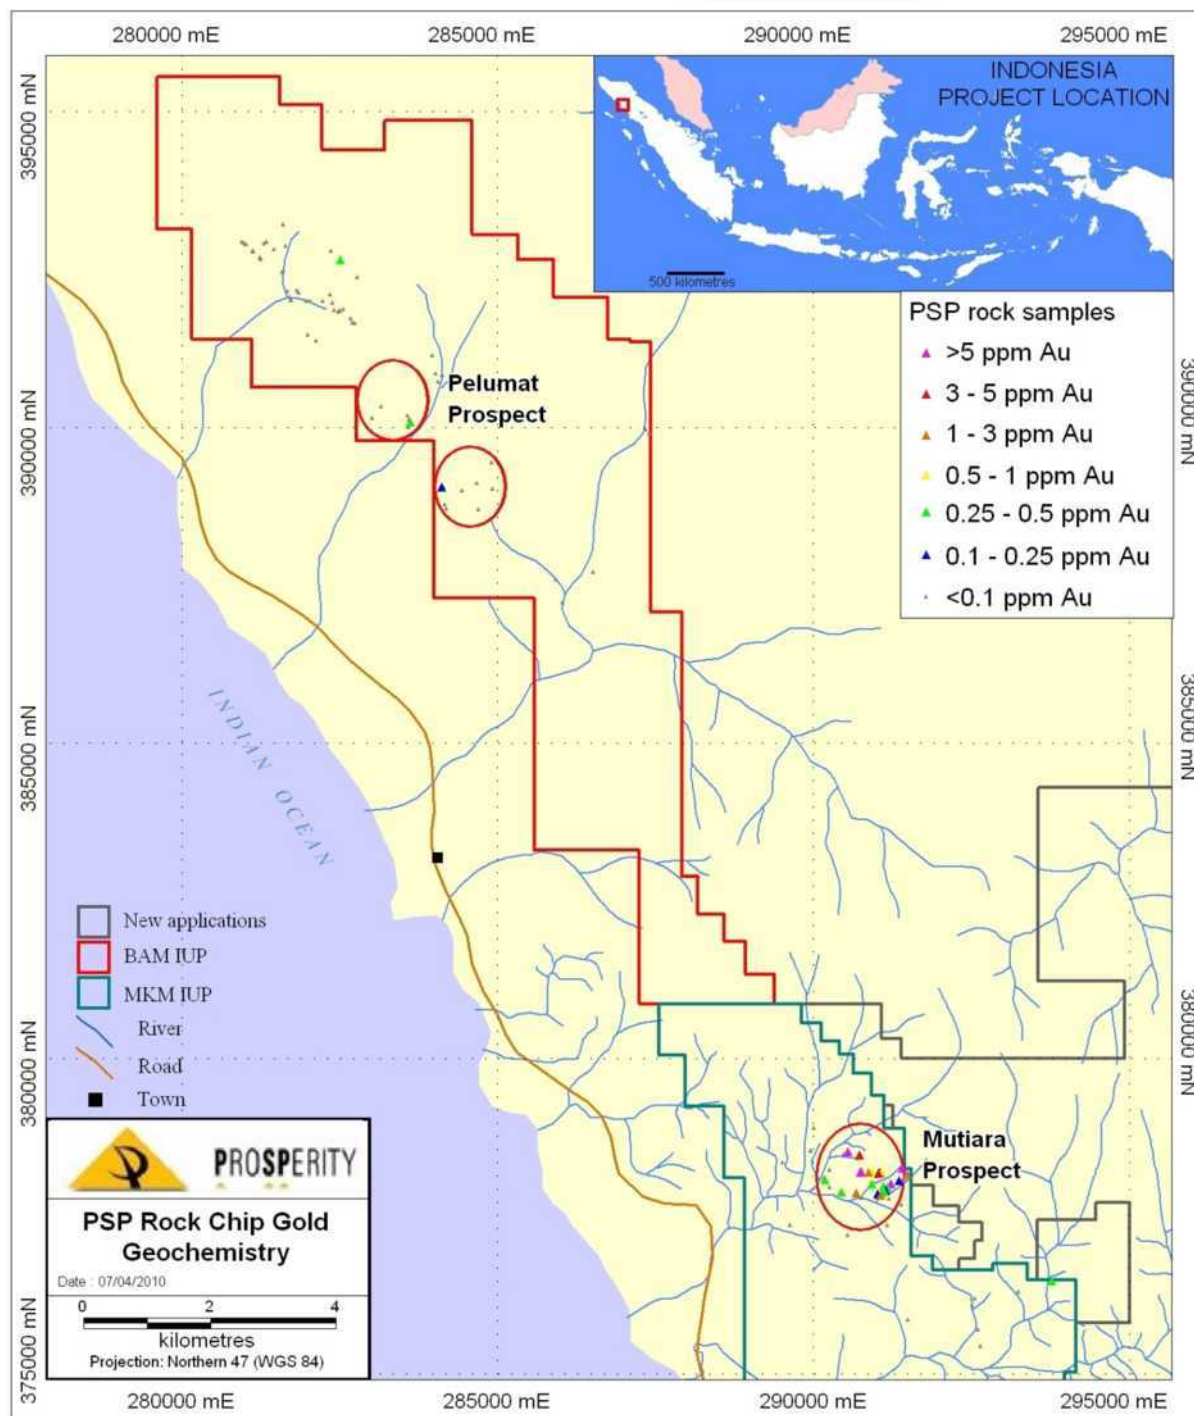 280000 mE
285000 mE
290000 mE
295000 mE
395000 mN
390000 mN
385000 mN
380000 mN
375000 mN
390000 mN
385000 mN
380000 mN
375000 mN
INDONESIA
PROJECT LOCATION
500 kilometres
PSP rock samples
>5 ppm Au
3 - 5 ppm Au
1 - 3 ppm Au
0.5 - 1 ppm Au
0.25 - 0.5 ppm Au
0.1 - 0.25 ppm Au
<0.1 ppm Au
Pelumat
Prospect
INDIAN OCEAN
New applications
BAM IUP
MKM IUP
River
Road
Town
Mutiara
Prospect
PROSPERITY
PSP Rock Chip Gold
Geochemistry
Date : 07/04/2010
0 2 4
kilometres
Projection: Northern 47 (WGS 84)
280000 mE
285000 mE
290000 mE
295000 mE